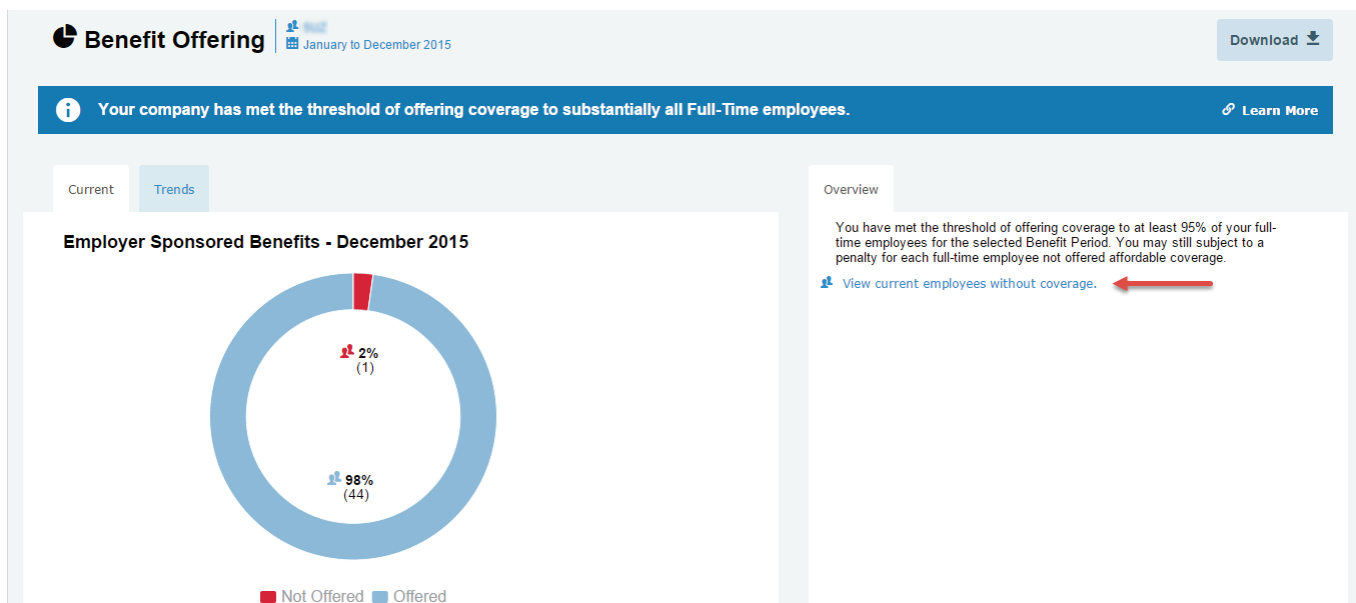 Benefit Offering
January to December 2015
Download
Your company has met the threshold of offering coverage to substantially all Full-Time employees.
Learn More
Current
Trends
Employer Sponsored Benefits - December 2015
2%
(1)
98%
(44)
Not Offered
Offered
Overview
You have met the threshold of offering coverage to at least 95% of your full-
time employees for the selected Benefit Period. You may still subject to a
penalty for each full-time employee not offered affordable coverage.
View current employees without coverage.